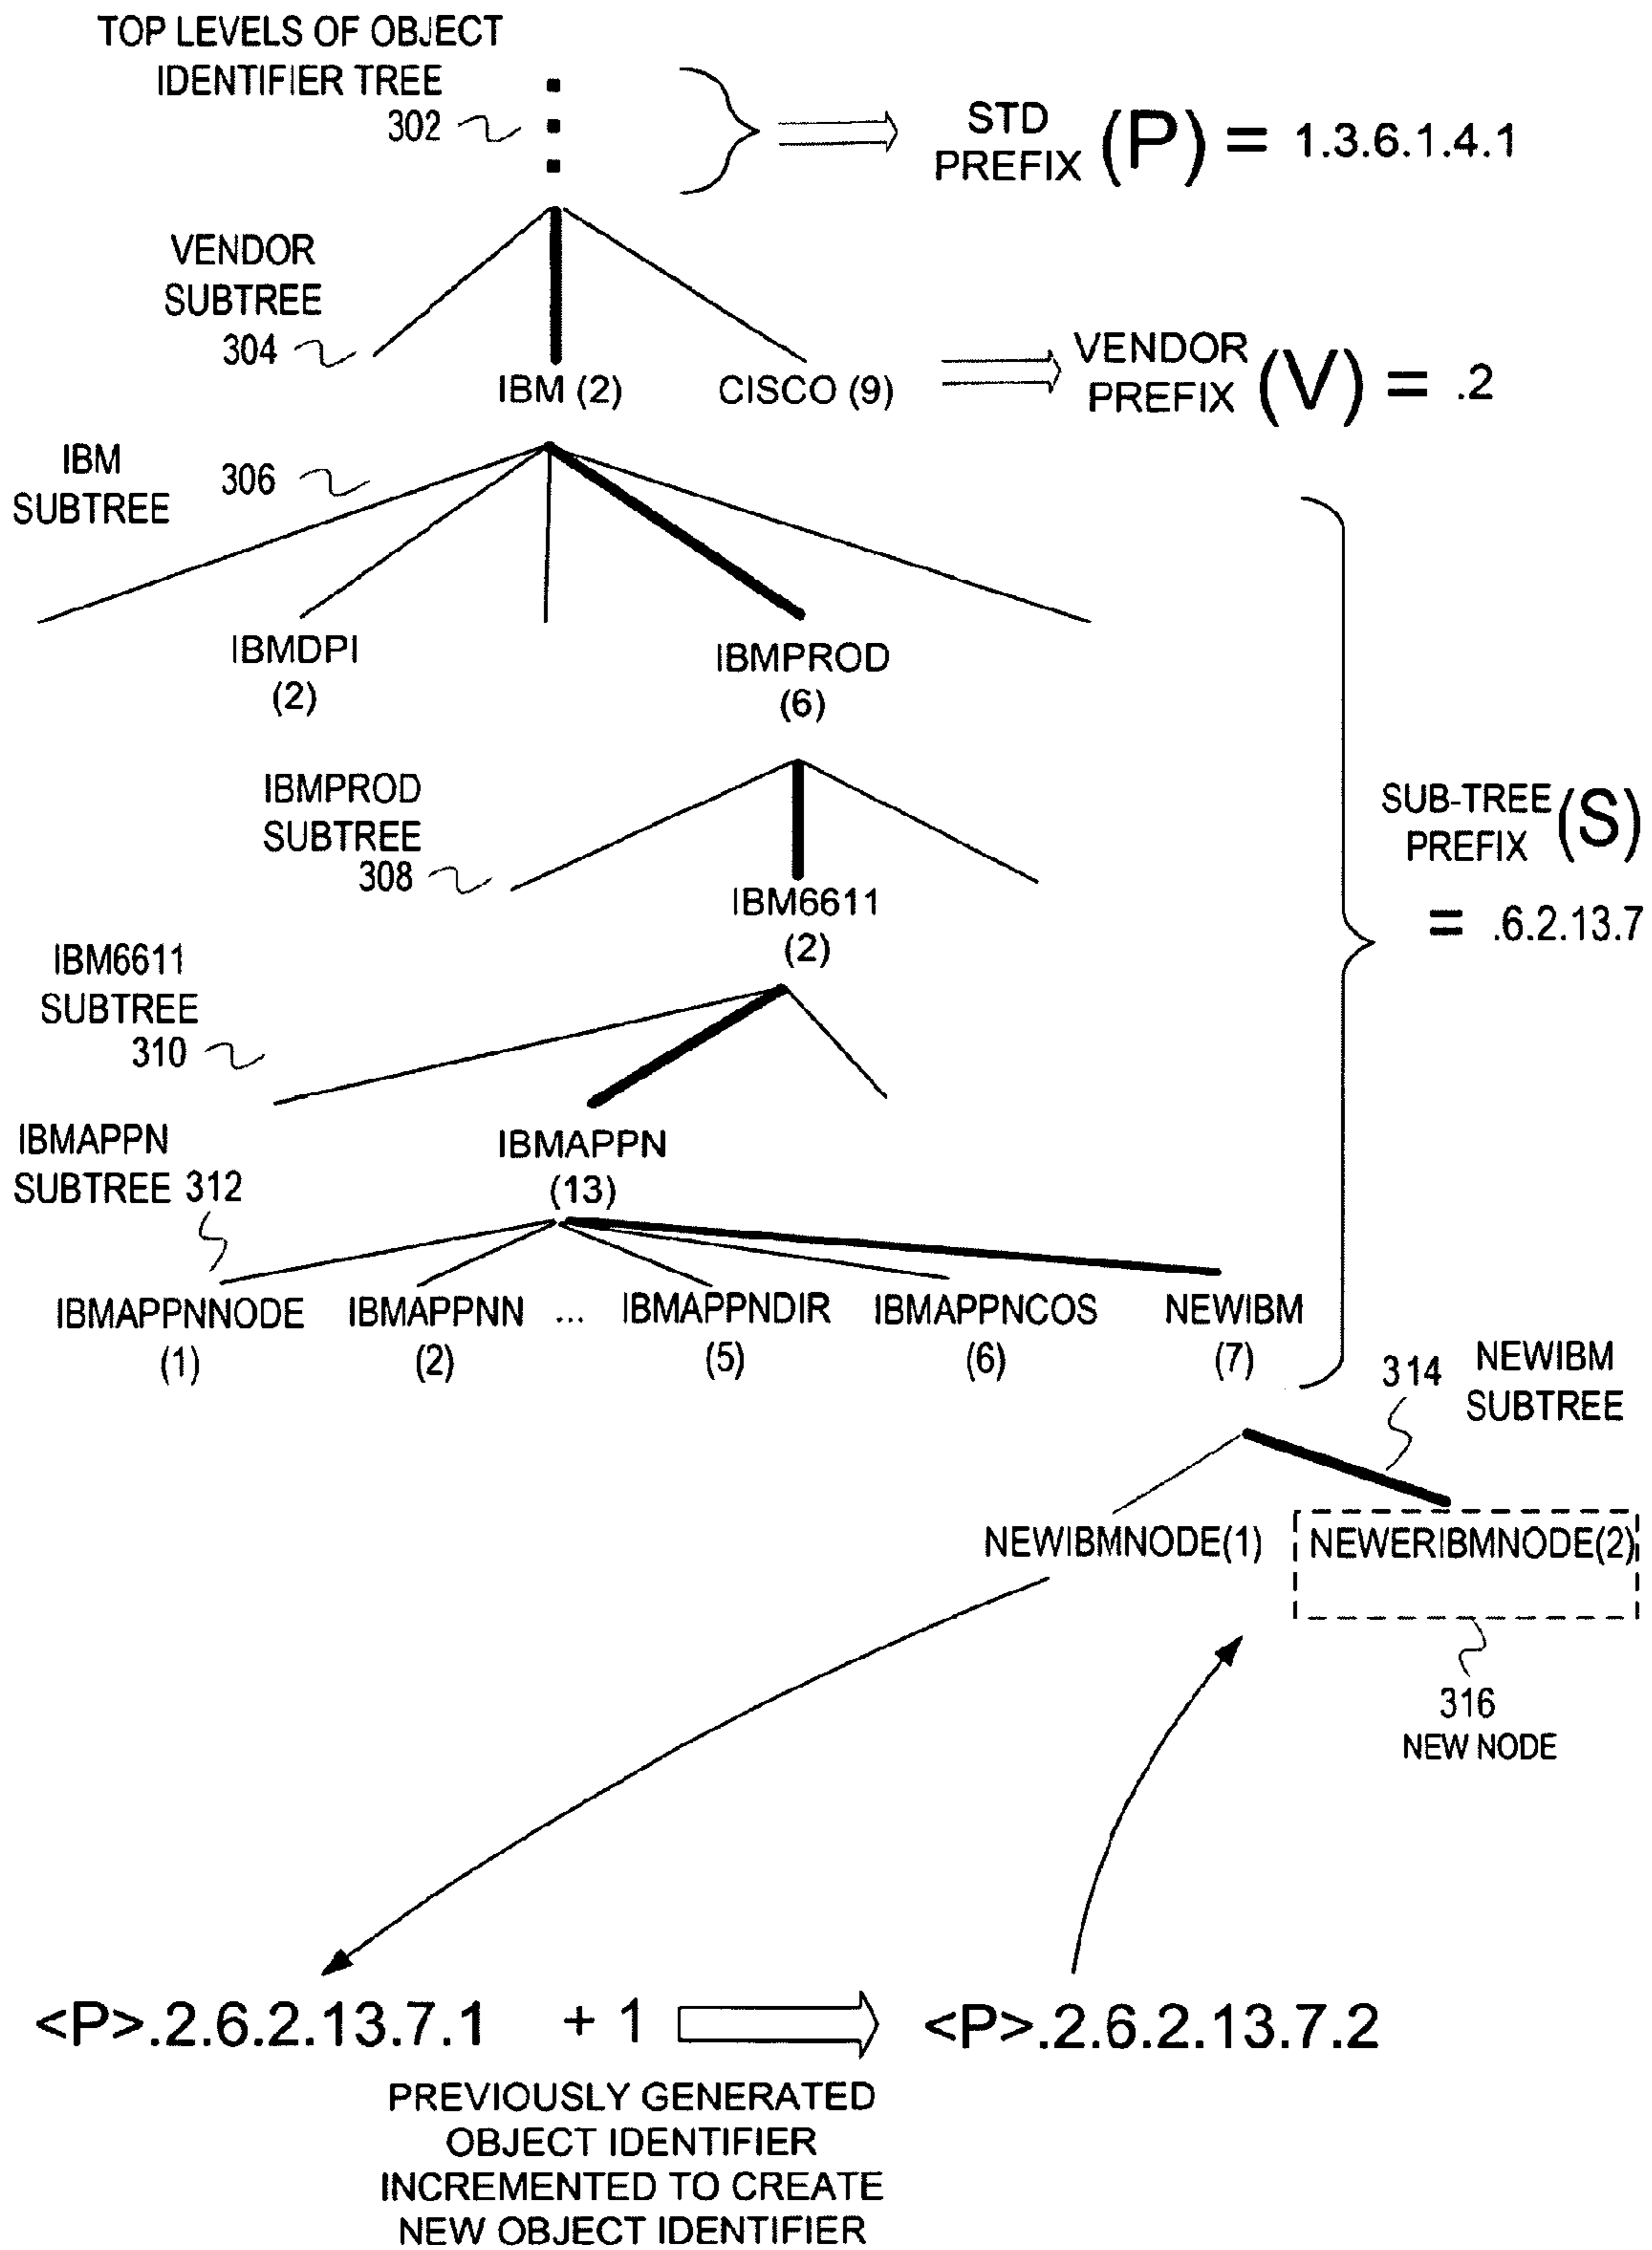 TOP LEVELS OF OBJECT
IDENTIFIER TREE
302
STD
PREFIX (P) = 1.3.6.1.4.1
VENDOR
SUBTREE
304
IBM (2)
CISCO (9)
VENDOR
PREFIX (V) = .2
IBM
SUBTREE
306
IBMDPI
(2)
IBMPROD
(6)
IBMPROD
SUBTREE
308
SUB-TREE
PREFIX (S)
= .6.2.13.7
IBM6611
(2)
IBM6611
SUBTREE
310
IBMAPPN
SUBTREE 312
IBMAPPN
(13)
IBMAPPNNODE
(1)
IBMAPPNN
(2)
...
IBMAPPNDIR
(5)
IBMAPPNCOS
(6)
NEWIBM
(7)
314
NEWIBM
SUBTREE
NEWIBMNODE(1)
NEWERIBMNODE(2)
316
NEW NODE
<P>.2.6.2.13.7.1 + 1
<P>.2.6.2.13.7.2
PREVIOUSLY GENERATED
OBJECT IDENTIFIER
INCREMENTED TO CREATE
NEW OBJECT IDENTIFIER